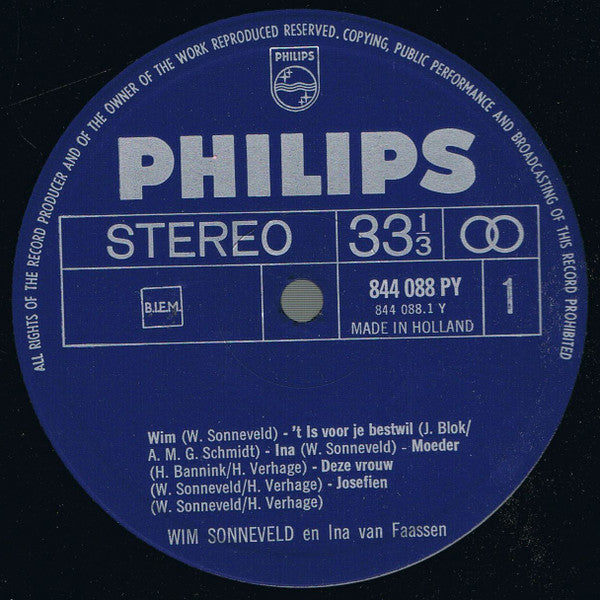 ALL RIGHTS OF THE RECORD PRODUCER AND OF THE OWNER OF THE WORK REPRODUCED RESERVED. COPYING, PUBLIC PERFORMANCE AND BROADCASTING OF THIS RECORD PROHIBITED
PHILIPS
PHILIPS
STEREO 33 1/3
B.I.E.M. 844 088 PY 1
844 088.1 Y
MADE IN HOLLAND
Wim (W. Sonneveld) - 't Is voor je bestwil (J. Blok/
A. M. G. Schmidt) - Ina (W. Sonneveld) - Moeder
(H. Bannink/H. Verhage) - Deze vrouw
(W. Sonneveld/H. Verhage) - Josefien
(W. Sonneveld/H. Verhage)
WIM SONNEVELD en Ina van Faassen